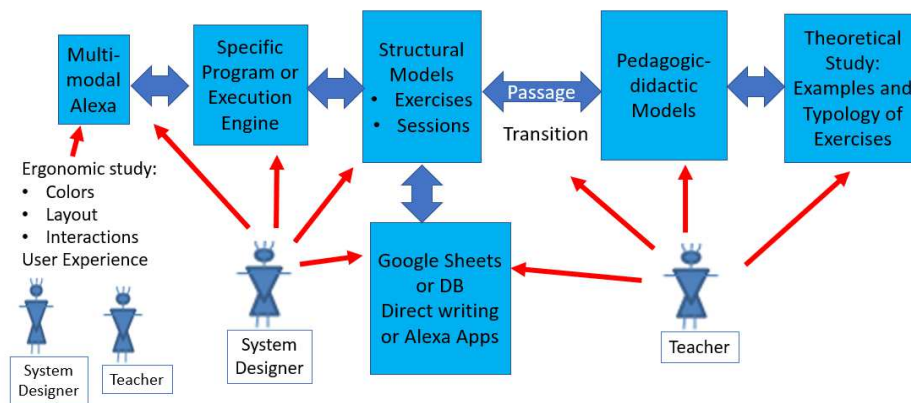 Multi-
modal
Alexa
Specific
Program or
Execution
Engine
Structural
Models
• Exercises
• Sessions
Passage
Transition
Pedagogic-
didactic
Models
Theoretical
Study:
Examples and
Typology of
Exercises
Ergonomic study:
• Colors
• Layout
• Interactions
User Experience
System
Designer
Teacher
System
Designer
Google Sheets
or DB
Direct writing
or Alexa Apps
Teacher